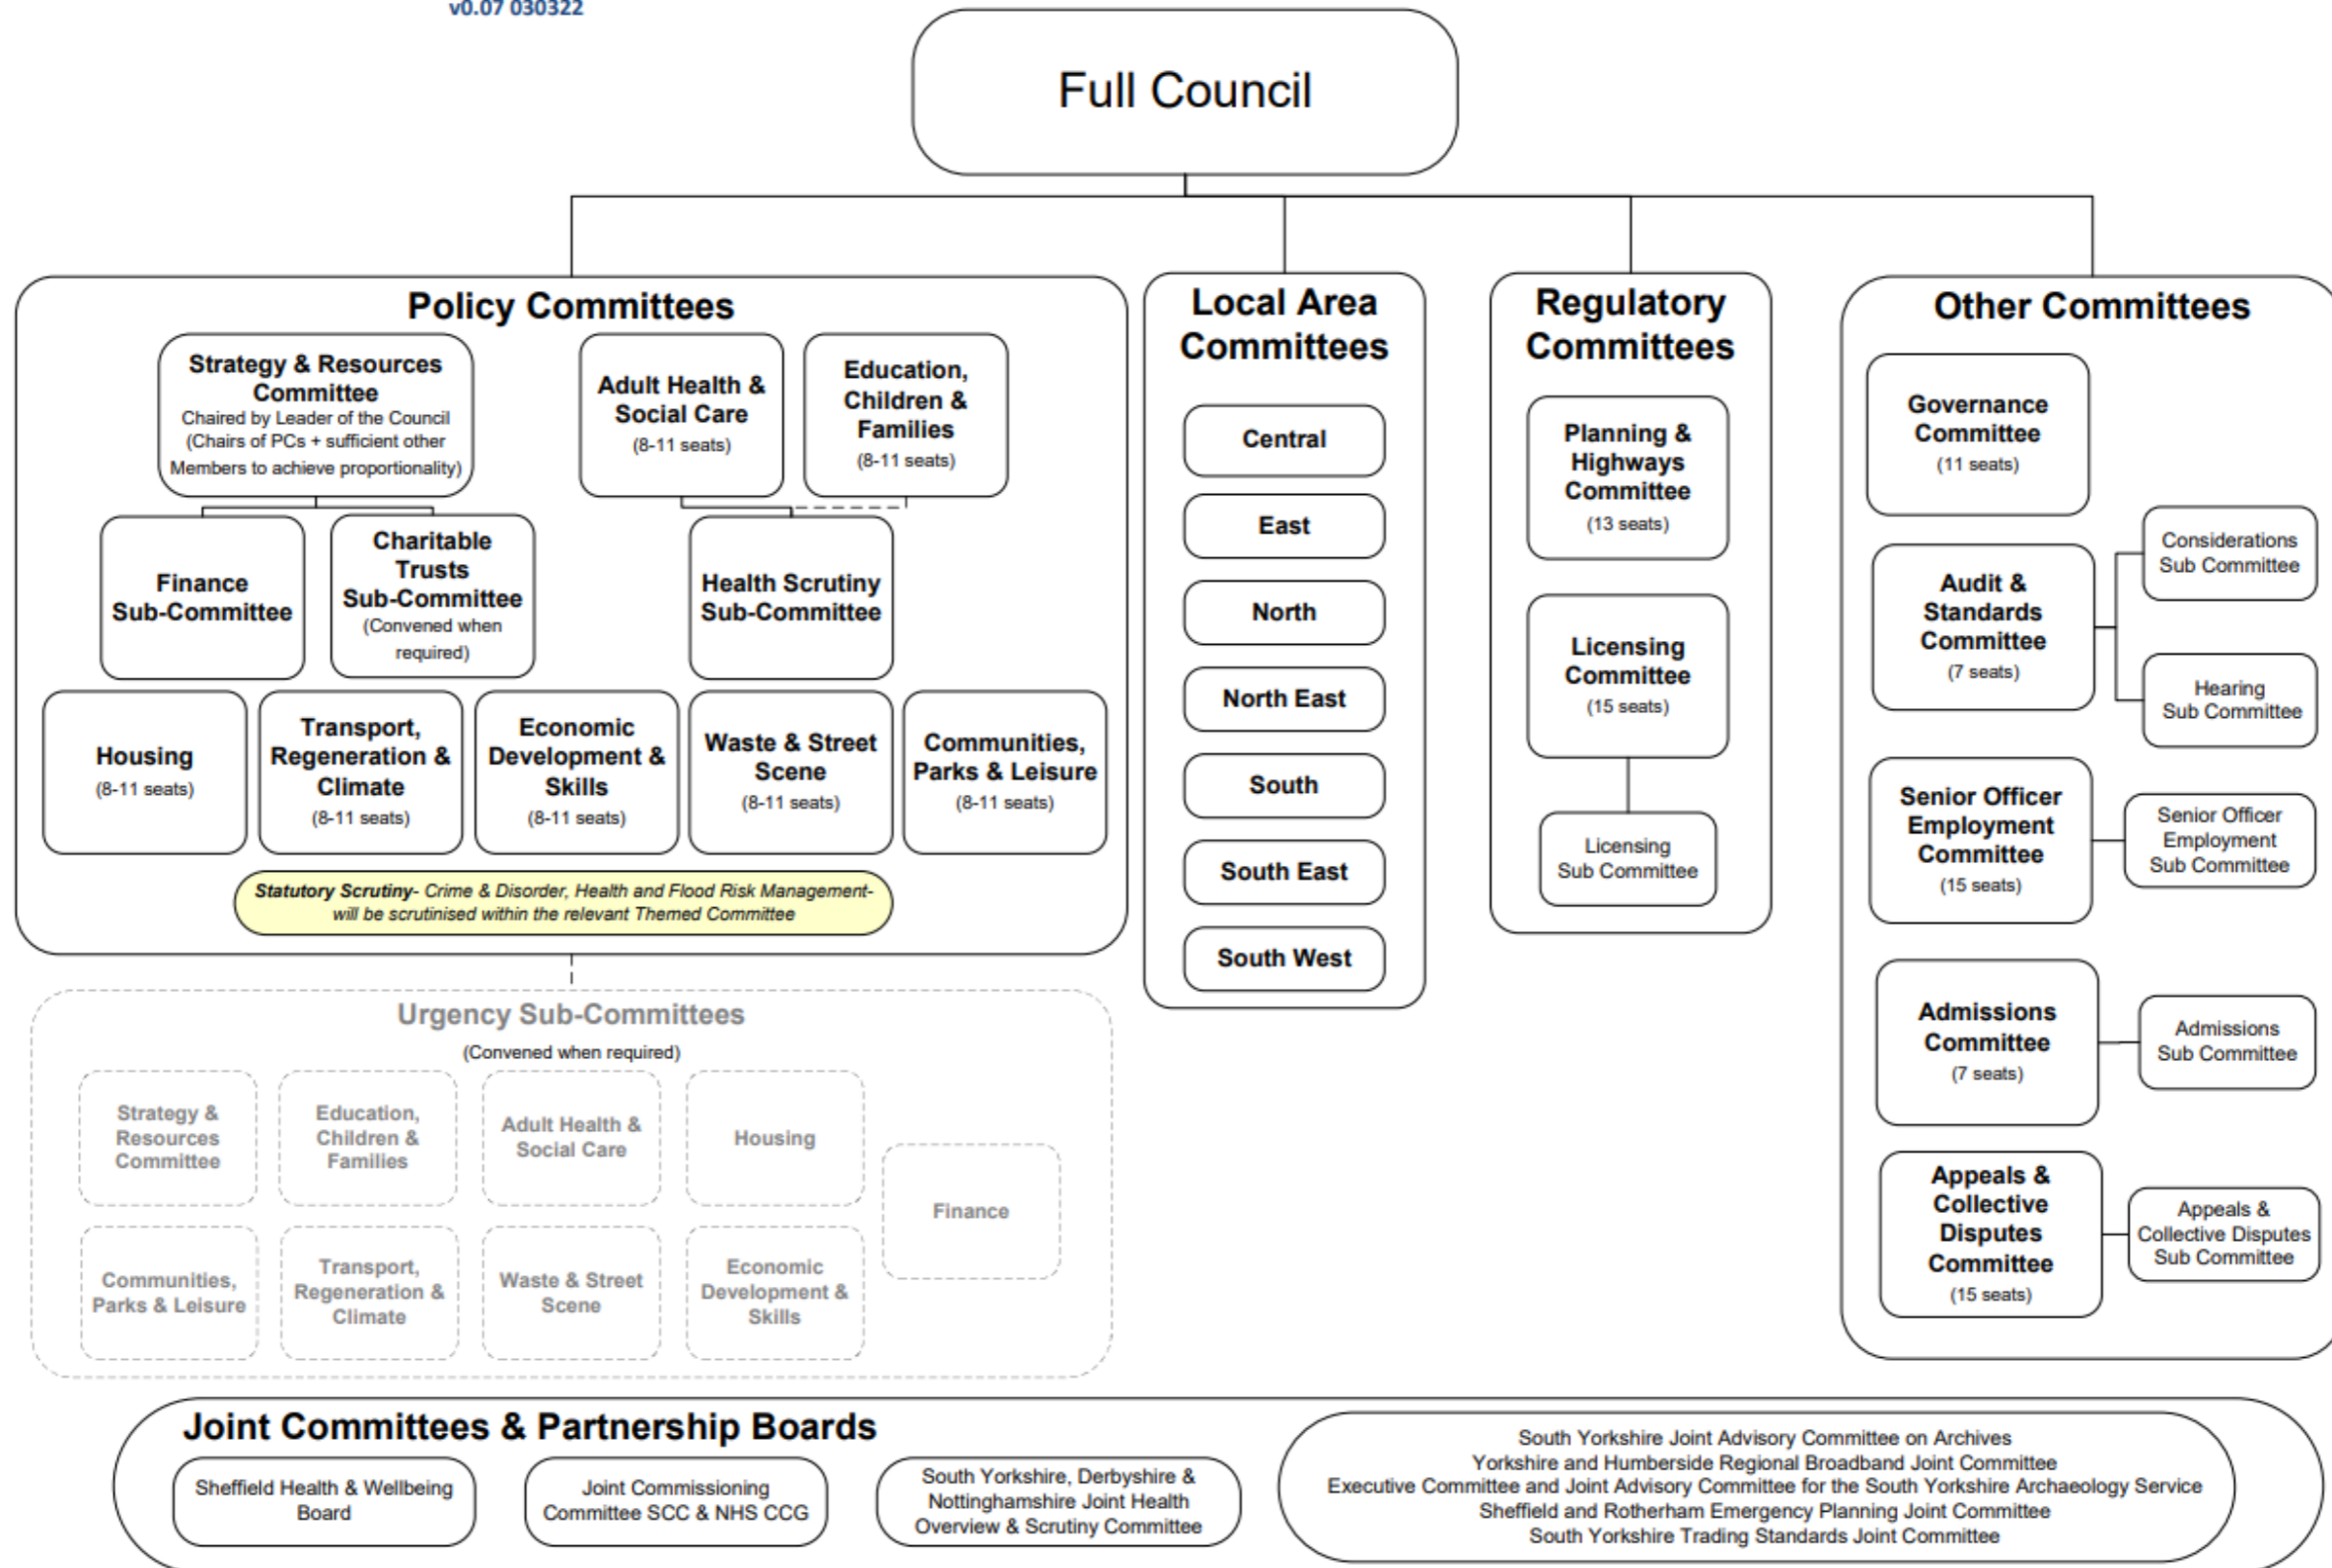 v0.07 030322
Full Council
Policy Committees
Strategy & Resources
Committee
Chaired by Leader of the Council
(Chairs of PCs + sufficient other
Members to achieve proportionality)
Adult Health &
Social Care
(8-11 seats)
Education,
Children &
Families
(8-11 seats)
Finance
Sub-Committee
Charitable
Trusts
Sub-Committee
(Convened when
required)
Health Scrutiny
Sub-Committee
Housing
(8-11 seats)
Transport,
Regeneration &
Climate
(8-11 seats)
Economic
Development &
Skills
(8-11 seats)
Waste & Street
Scene
(8-11 seats)
Communities,
Parks & Leisure
(8-11 seats)
Statutory Scrutiny- Crime & Disorder, Health and Flood Risk Management-
will be scrutinised within the relevant Themed Committee
Urgency Sub-Committees
(Convened when required)
Strategy &
Resources
Committee
Education,
Children &
Families
Adult Health &
Social Care
Housing
Finance
Communities,
Parks & Leisure
Transport,
Regeneration &
Climate
Waste & Street
Scene
Economic
Development &
Skills
Local Area
Committees
Central
East
North
North East
South
South East
South West
Regulatory
Committees
Planning &
Highways
Committee
(13 seats)
Licensing
Committee
(15 seats)
Licensing
Sub Committee
Other Committees
Governance
Committee
(11 seats)
Audit &
Standards
Committee
(7 seats)
Considerations
Sub Committee
Hearing
Sub Committee
Senior Officer
Employment
Committee
(15 seats)
Senior Officer
Employment
Sub Committee
Admissions
Committee
(7 seats)
Admissions
Sub Committee
Appeals &
Collective
Disputes
Committee
(15 seats)
Appeals &
Collective Disputes
Sub Committee
Joint Committees & Partnership Boards
Sheffield Health & Wellbeing
Board
Joint Commissioning
Committee SCC & NHS CCG
South Yorkshire, Derbyshire &
Nottinghamshire Joint Health
Overview & Scrutiny Committee
South Yorkshire Joint Advisory Committee on Archives
Yorkshire and Humberside Regional Broadband Joint Committee
Executive Committee and Joint Advisory Committee for the South Yorkshire Archaeology Service
Sheffield and Rotherham Emergency Planning Joint Committee
South Yorkshire Trading Standards Joint Committee